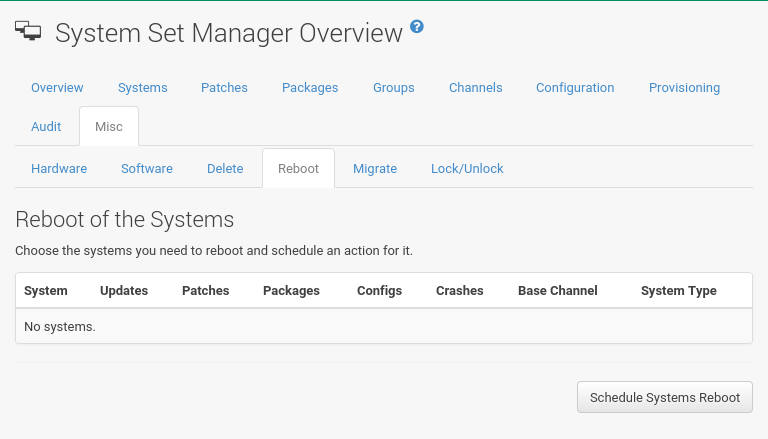 System Set Manager Overview ?
Overview Systems Patches Packages Groups Channels Configuration Provisioning
Audit Misc
Hardware Software Delete Reboot Migrate Lock/Unlock
Reboot of the Systems
Choose the systems you need to reboot and schedule an action for it.
System Updates Patches Packages Configs Crashes Base Channel System Type
No systems.
Schedule Systems Reboot